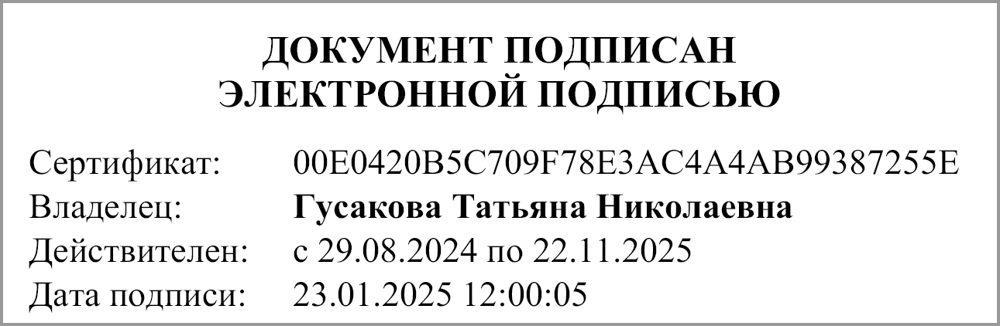 ДОКУМЕНТ ПОДПИСАН
ЭЛЕКТРОННОЙ ПОДПИСЬЮ
Сертификат: 00E0420B5C709F78E3AC4A4AB99387255E
Владелец: Гусакова Татьяна Николаевна
Действителен: с 29.08.2024 по 22.11.2025
Дата подписи: 23.01.2025 12:00:05